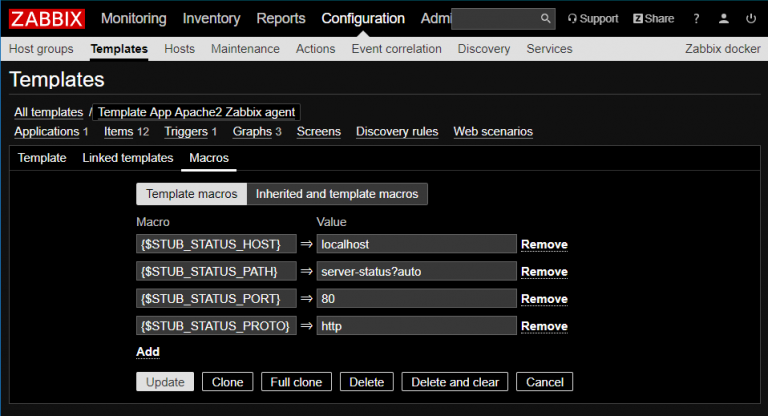 ZABBIX Monitoring Inventory Reports Configuration Admi Support Z Share ?
Host groups Templates Hosts Maintenance Actions Event correlation Discovery Services Zabbix docker
Templates
All templates / Template App Apache2 Zabbix agent
Applications 1 Items 12 Triggers 1 Graphs 3 Screens Discovery rules Web scenarios
Template Linked templates Macros
Template macros Inherited and template macros
Macro Value
{$STUB_STATUS_HOST} ⇒ localhost Remove
{$STUB_STATUS_PATH} ⇒ server-status?auto Remove
{$STUB_STATUS_PORT} ⇒ 80 Remove
{$STUB_STATUS_PROTO} ⇒ http Remove
Add
Update Clone Full clone Delete Delete and clear Cancel